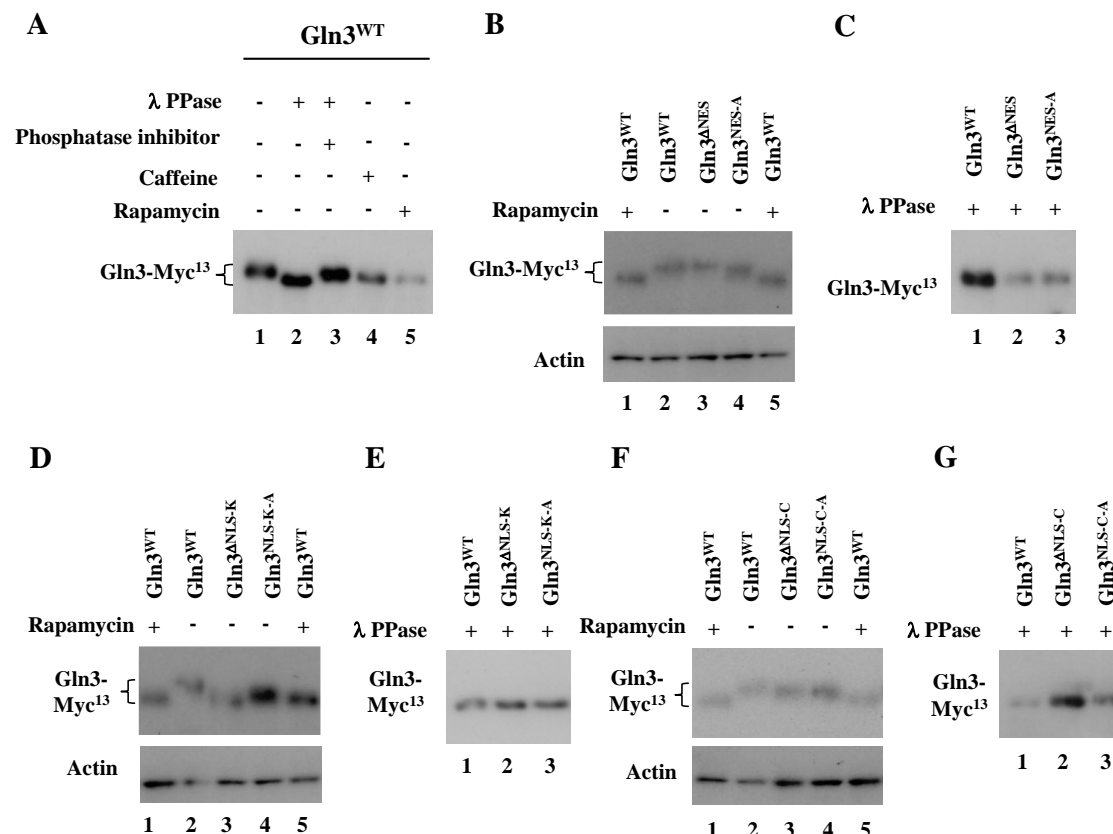 A
Gln3WT
λ PPase - + + - -
Phosphatase inhibitor - - + - -
Caffeine - - - + -
Rapamycin - - - - +
Gln3-Myc13
1 2 3 4 5
B
Gln3WT Gln3ΔNES Gln3NES-A Gln3WT
Gln3WT
Rapamycin + - - - +
Gln3-Myc13
Actin
1 2 3 4 5
C
Gln3WT Gln3ΔNES Gln3NES-A
λ PPase + + +
Gln3-Myc13
1 2 3
D
Gln3WT Gln3WT Gln3ΔNLS-K Gln3NLS-K-A Gln3WT
Rapamycin + - - - +
Gln3-
Myc13
Actin
1 2 3 4 5
E
Gln3WT Gln3ΔNLS-K Gln3NLS-K-A
λ PPase + + +
Gln3-
Myc13
1 2 3
F
Gln3WT Gln3WT Gln3ΔNLS-C Gln3NLS-C-A Gln3WT
Rapamycin + - - - +
Gln3-
Myc13
Actin
1 2 3 4 5
G
Gln3WT Gln3ΔNLS-C Gln3NLS-C-A
λ PPase + + +
Gln3-
Myc13
1 2 3